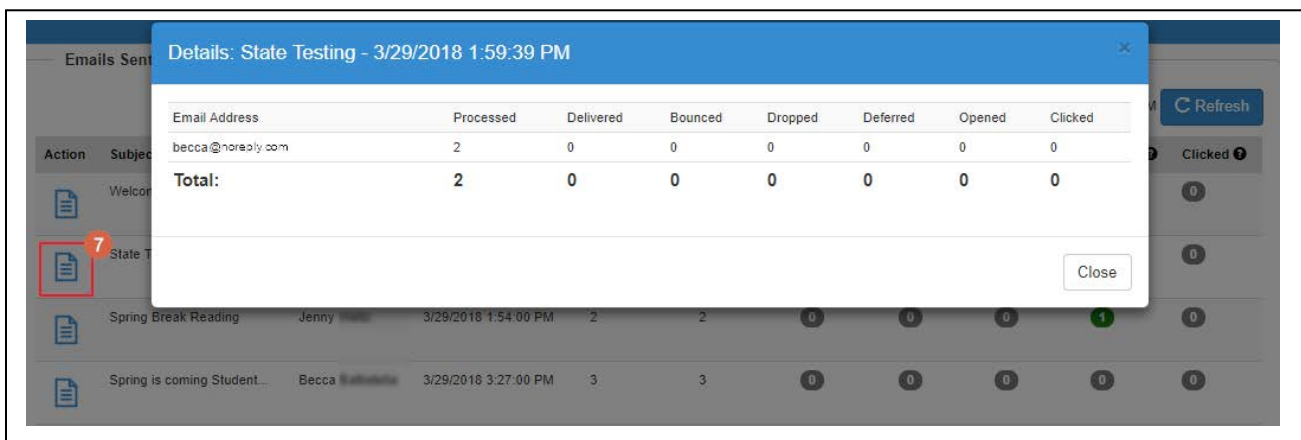 Details: State Testing - 3/29/2018 1:59:39 PM ×
Emails Sent
Email Address Processed Delivered Bounced Dropped Deferred Opened Clicked
M Refresh
becca@noreply.com 2 0 0 0 0 0 0
Action Subjec Clicked
Total: 2 0 0 0 0 0 0
Welcom 0
7
State T 0
Close
Spring Break Reading Jenny 3/29/2018 1:54:00 PM 2 2 0 0 0 1 0
Spring is coming Student... Becca 3/29/2018 3:27:00 PM 3 3 0 0 0 0 0